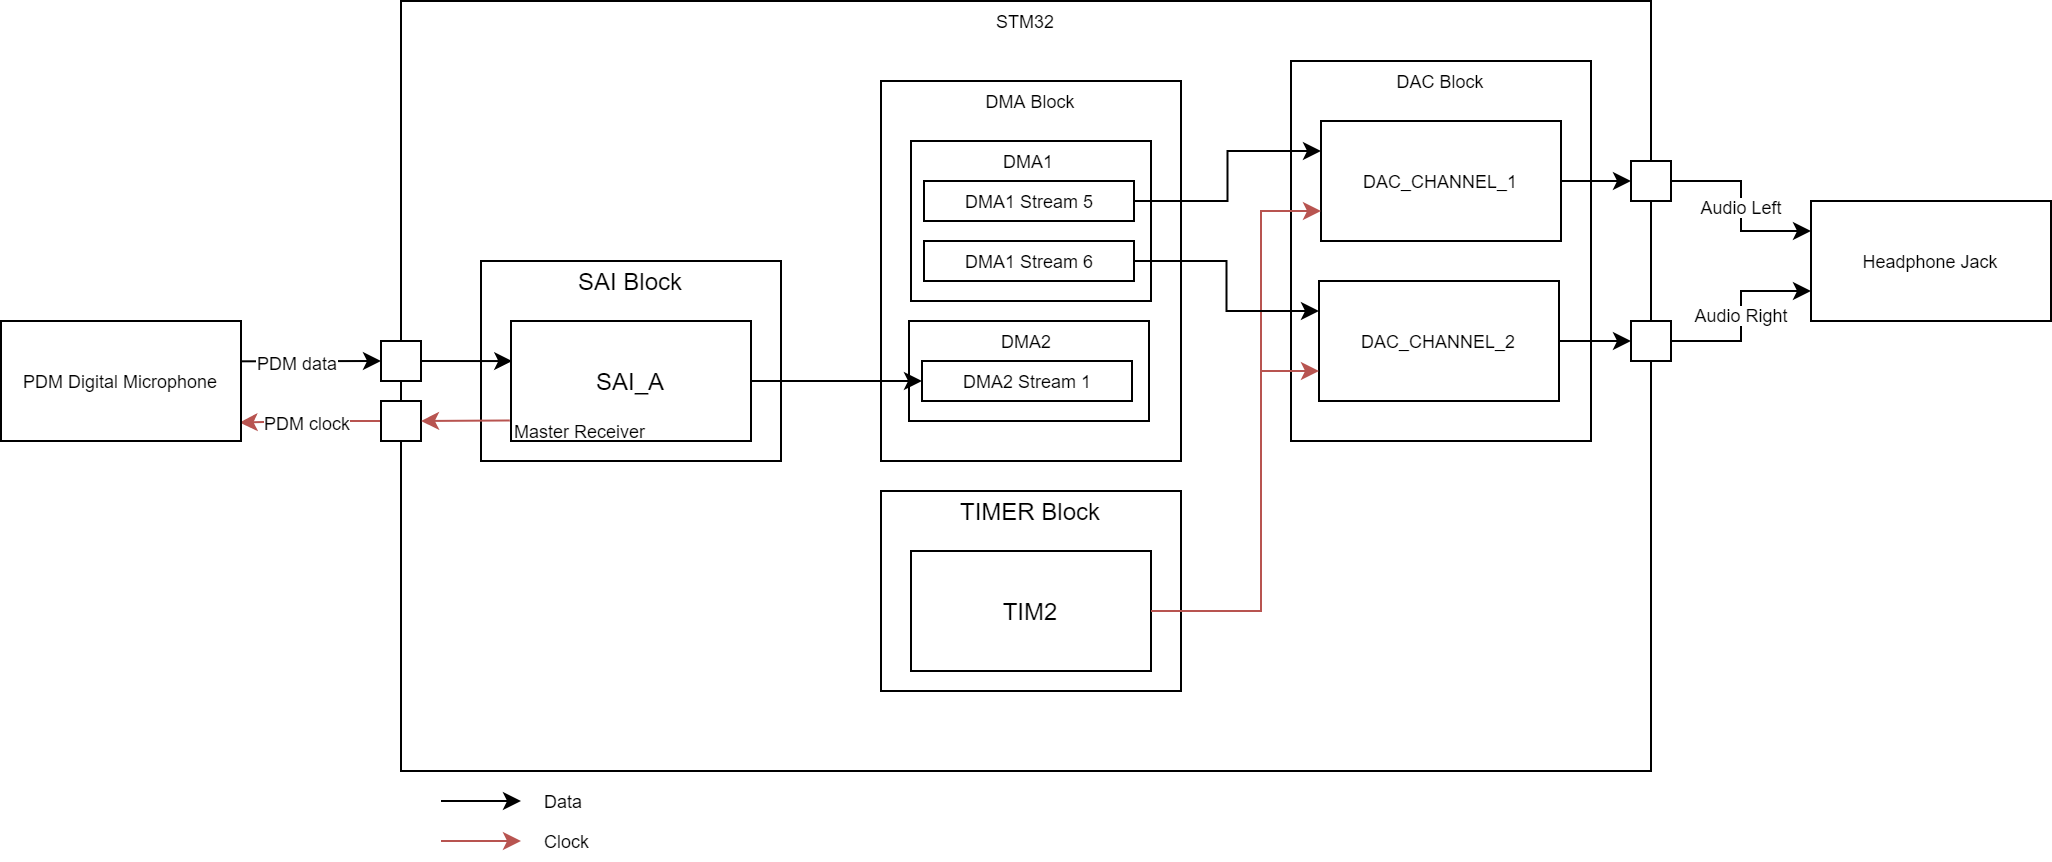 STM32
DAC Block
DMA Block
DMA1
DAC_CHANNEL_1
DMA1 Stream 5
Audio Left
DMA1 Stream 6
Headphone Jack
SAI Block
Audio Right
DMA2
DAC_CHANNEL_2
PDM data
PDM Digital Microphone
SAI_A
DMA2 Stream 1
PDM clock
Master Receiver
TIMER Block
TIM2
Data
Clock